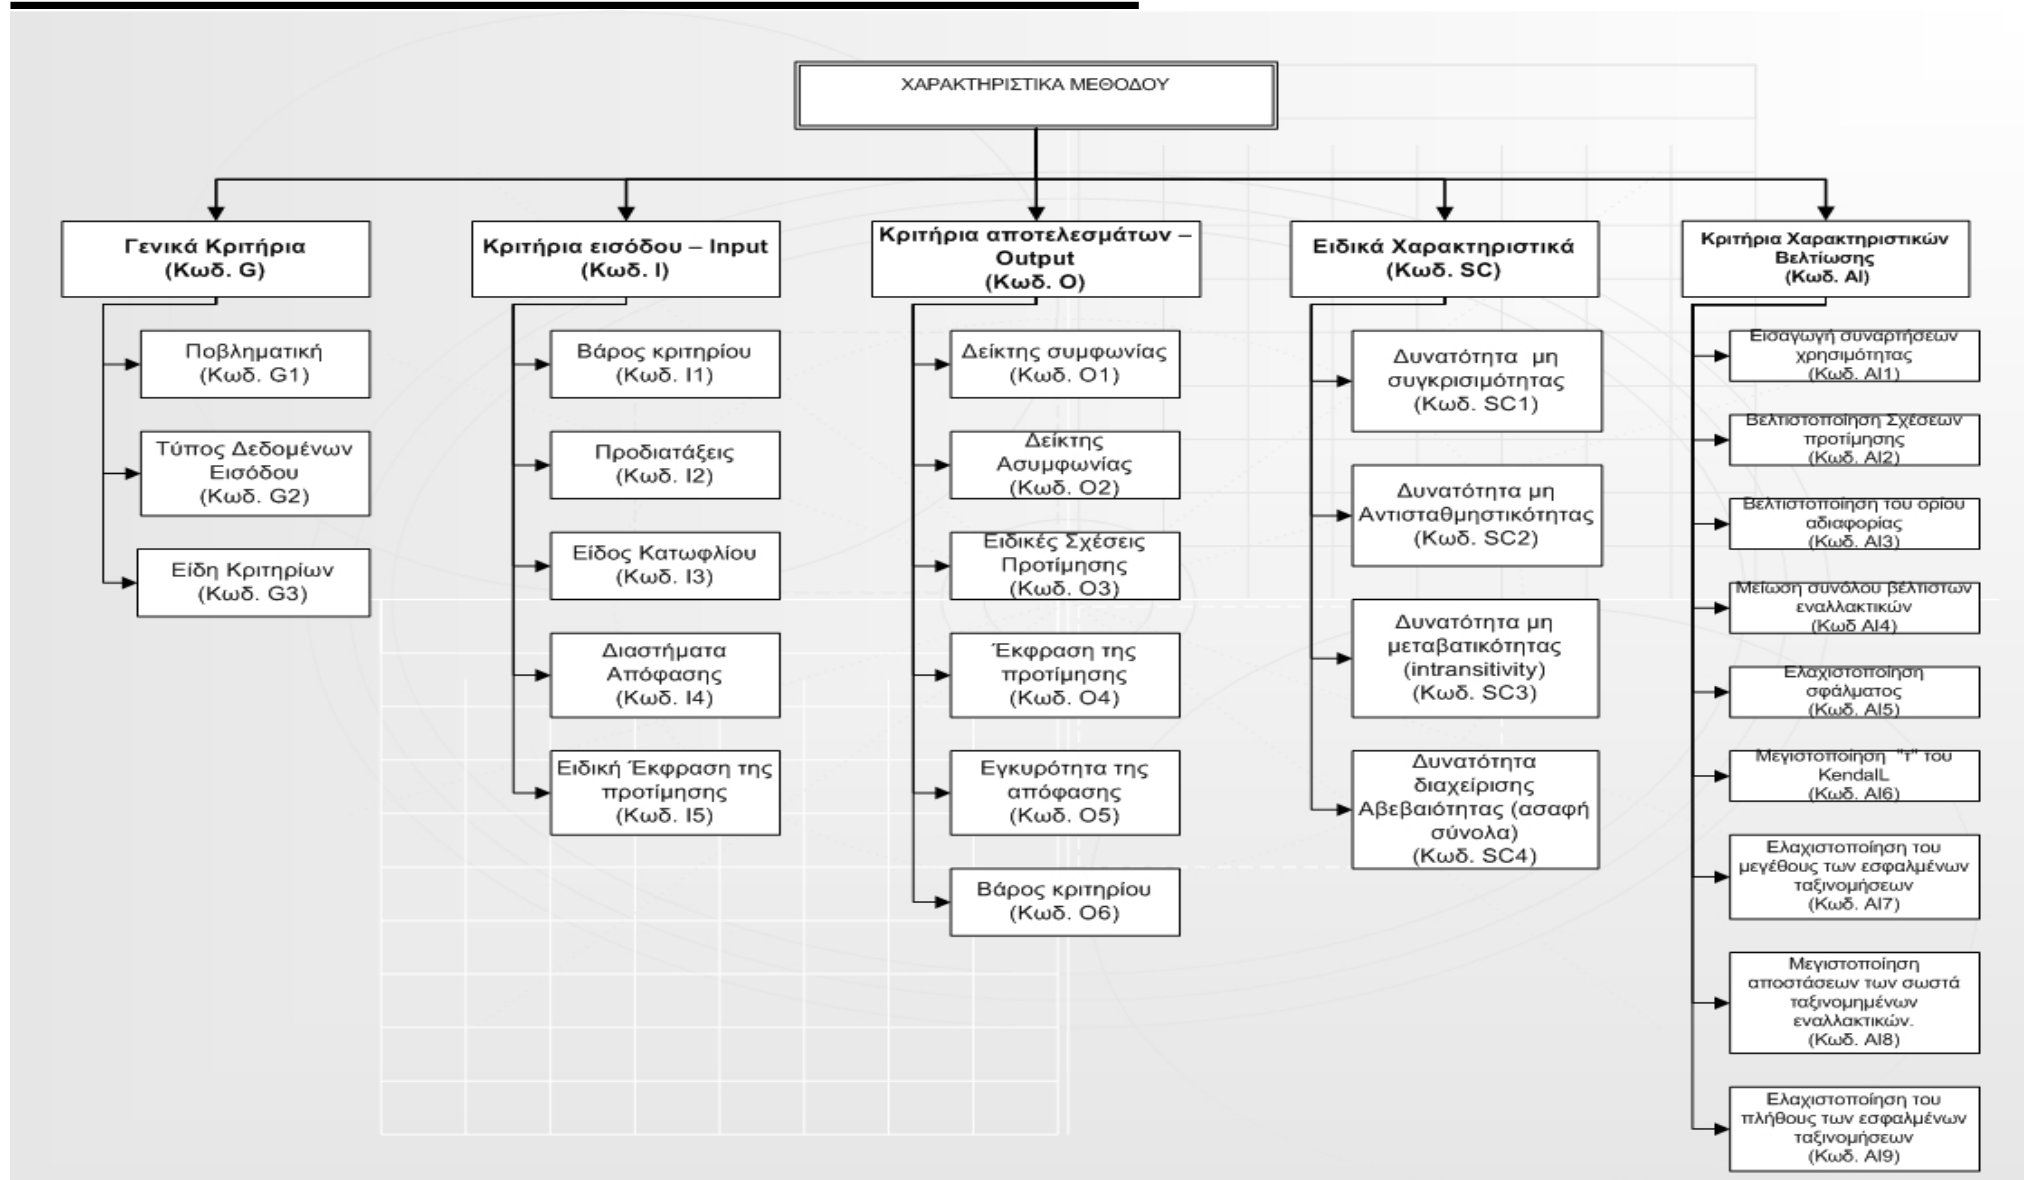 ΧΑΡΑΚΤΗΡΙΣΤΙΚΑ ΜΕΘΟΔΟΥ
Γενικά Κριτήρια
(Κωδ. G)
Ποβληματική
(Κωδ. G1)
Τύπος Δεδομένων
Εισόδου
(Κωδ. G2)
Είδη Κριτηρίων
(Κωδ. G3)
Κριτήρια εισόδου – Input
(Κωδ. I)
Βάρος κριτηρίου
(Κωδ. I1)
Προδιατάξεις
(Κωδ. I2)
Είδος Κατωφλίου
(Κωδ. I3)
Διαστήματα
Απόφασης
(Κωδ. I4)
Ειδική Έκφραση της
προτίμησης
(Κωδ. I5)
Κριτήρια αποτελεσμάτων –
Output
(Κωδ. O)
Δείκτης συμφωνίας
(Κωδ. O1)
Δείκτης
Ασυμφωνίας
(Κωδ. O2)
Ειδικές Σχέσεις
Προτίμησης
(Κωδ. O3)
Έκφραση της
προτίμησης
(Κωδ. O4)
Εγκυρότητα της
απόφασης
(Κωδ. O5)
Βάρος κριτηρίου
(Κωδ. O6)
Ειδικά Χαρακτηριστικά
(Κωδ. SC)
Δυνατότητα μη
συγκρισιμότητας
(Κωδ. SC1)
Δυνατότητα μη
Αντισταθμηστικότητας
(Κωδ. SC2)
Δυνατότητα μη
μεταβατικότητας
(intransitivity)
(Κωδ. SC3)
Δυνατότητα
διαχείρισης
Αβεβαιότητας (ασαφή
σύνολα)
(Κωδ. SC4)
Κριτήρια Χαρακτηριστικών
Βελτίωσης
(Κωδ. AI)
Εισαγωγή συναρτήσεων
χρησιμότητας
(Κωδ. AI1)
Βελτιστοποίηση Σχέσεων
προτίμησης
(Κωδ. AI2)
Βελτιστοποίηση του ορίου
αδιαφορίας
(Κωδ. AI3)
Μείωση συνόλου βέλτιστων
εναλλακτικών
(Κωδ AI4)
Ελαχιστοποίηση
σφάλματος
(Κωδ. AI5)
Μεγιστοποίηση "τ" του
KendalL
(Κωδ. AI6)
Ελαχιστοποίηση του
μεγέθους των εσφαλμένων
ταξινομήσεων
(Κωδ. AI7)
Μεγιστοποίηση
αποστάσεων των σωστά
ταξινομημένων
εναλλακτικών.
(Κωδ. AI8)
Ελαχιστοποίηση του
πλήθους των εσφαλμένων
ταξινομήσεων
(Κωδ. AI9)